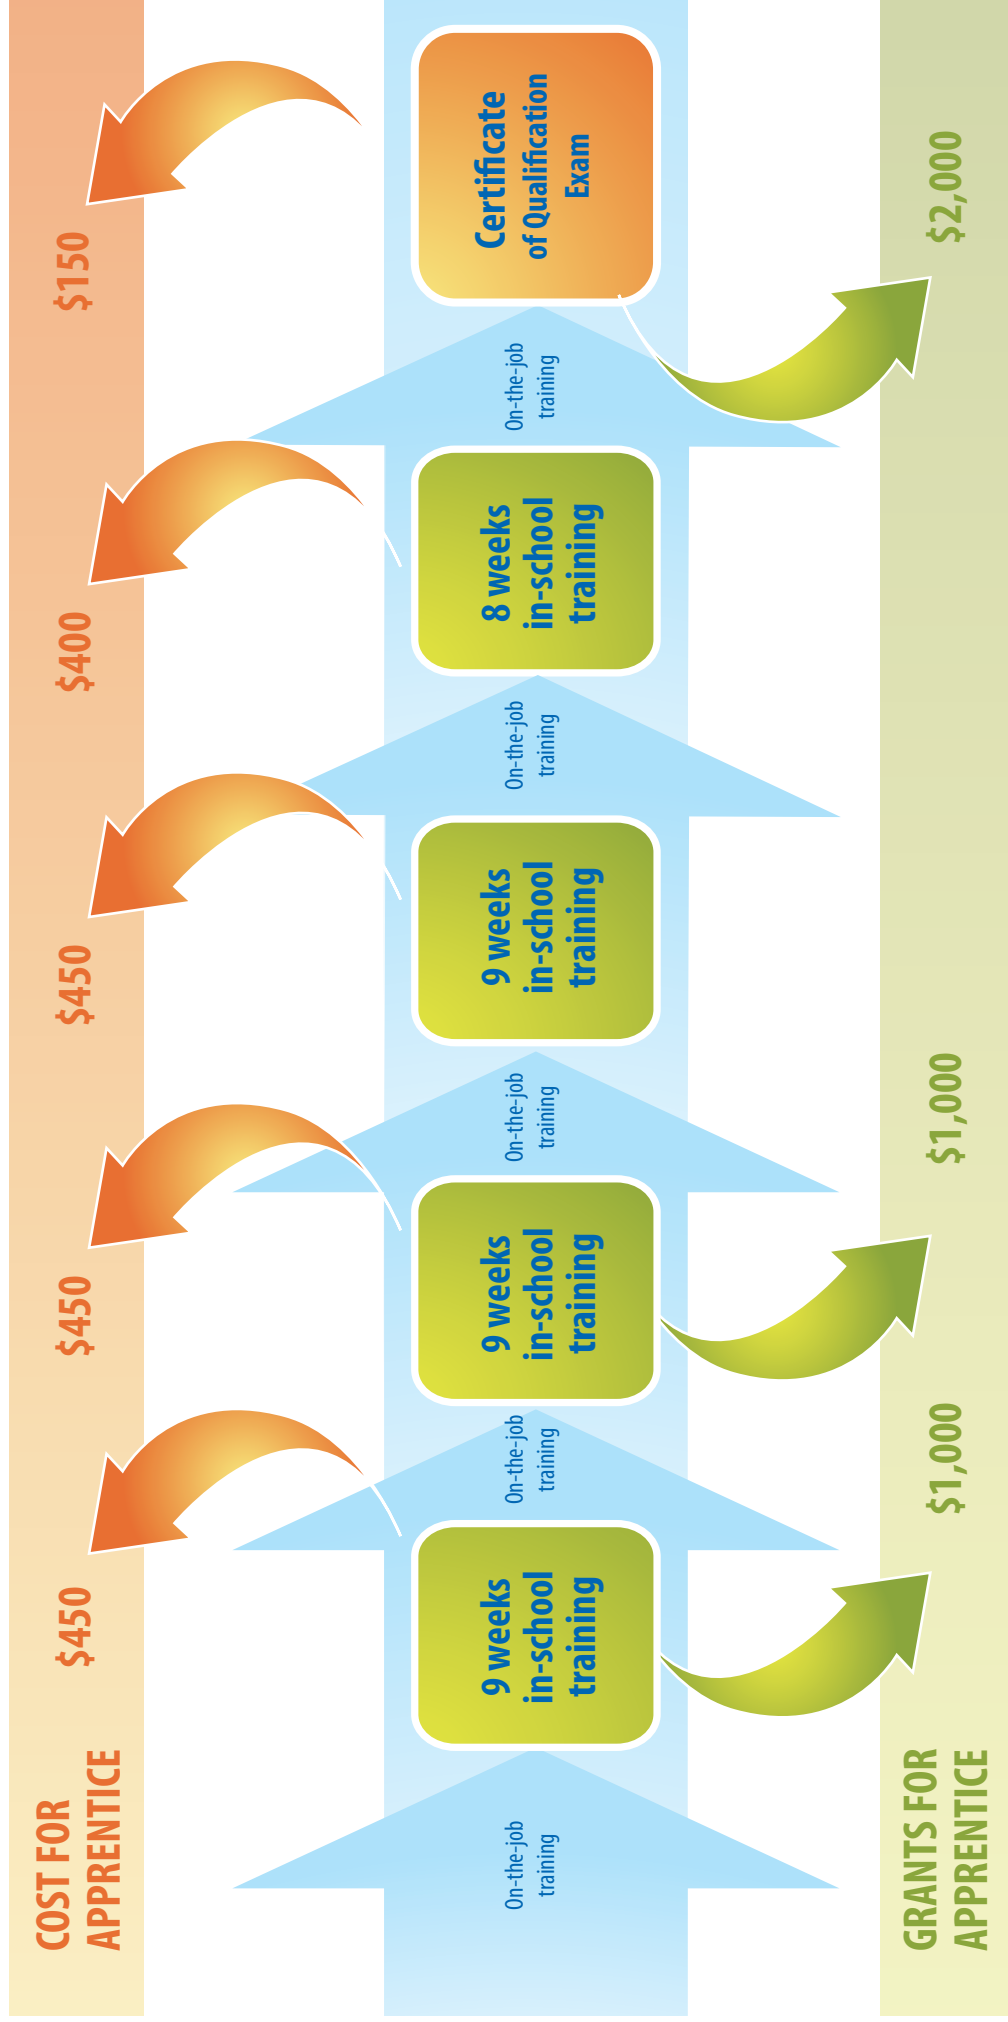 COST FOR
APPRENTICE
$450
$450
$450
$400
$150
On-the-job
training
9 weeks
in-school
training
On-the-job
training
9 weeks
in-school
training
On-the-job
training
9 weeks
in-school
training
On-the-job
training
8 weeks
in-school
training
On-the-job
training
Certificate
of Qualification
Exam
GRANTS FOR
APPRENTICE
$1,000
$1,000
$2,000